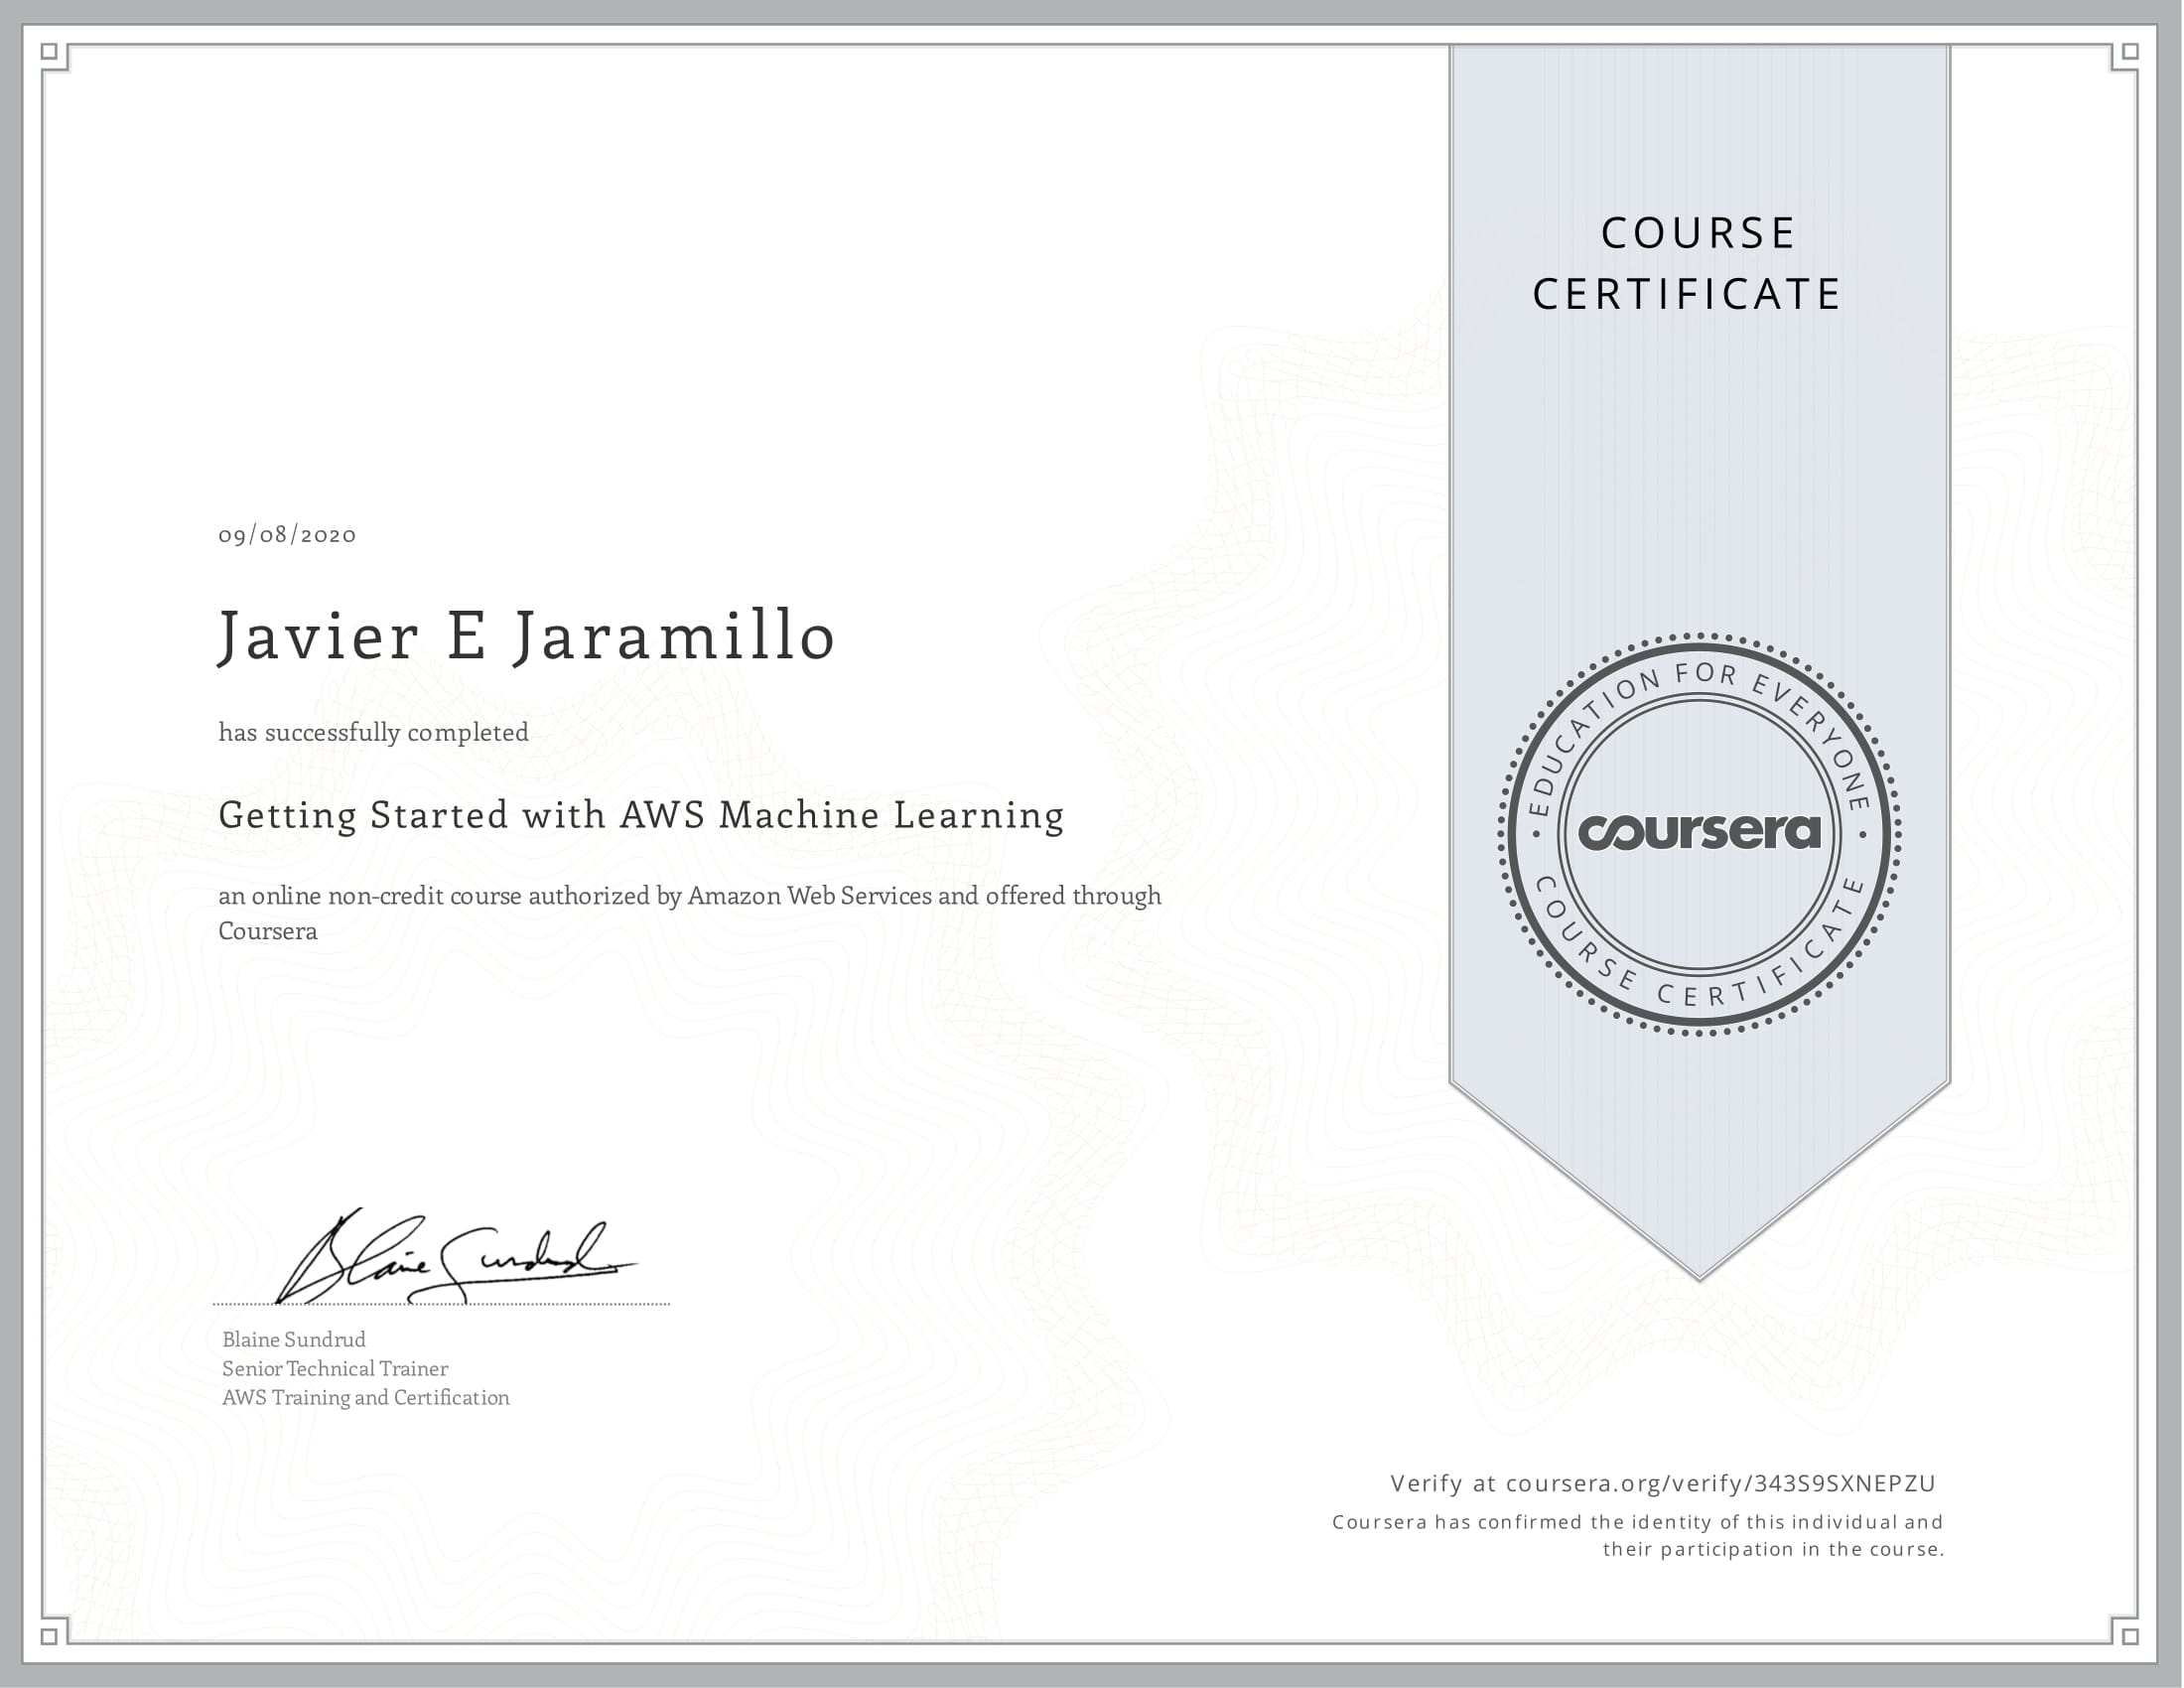 COURSE
CERTIFICATE
09/08/2020
Javier E Jaramillo
has successfully completed
Getting Started with AWS Machine Learning
an online non-credit course authorized by Amazon Web Services and offered through
Coursera
EDUCATION FOR EVERYONE
coursera
COURSE CERTIFICATE
Blaine Sundrud
Blaine Sundrud
Senior Technical Trainer
AWS Training and Certification
Verify at coursera.org/verify/343S9SXNEPZU
Coursera has confirmed the identity of this individual and
their participation in the course.